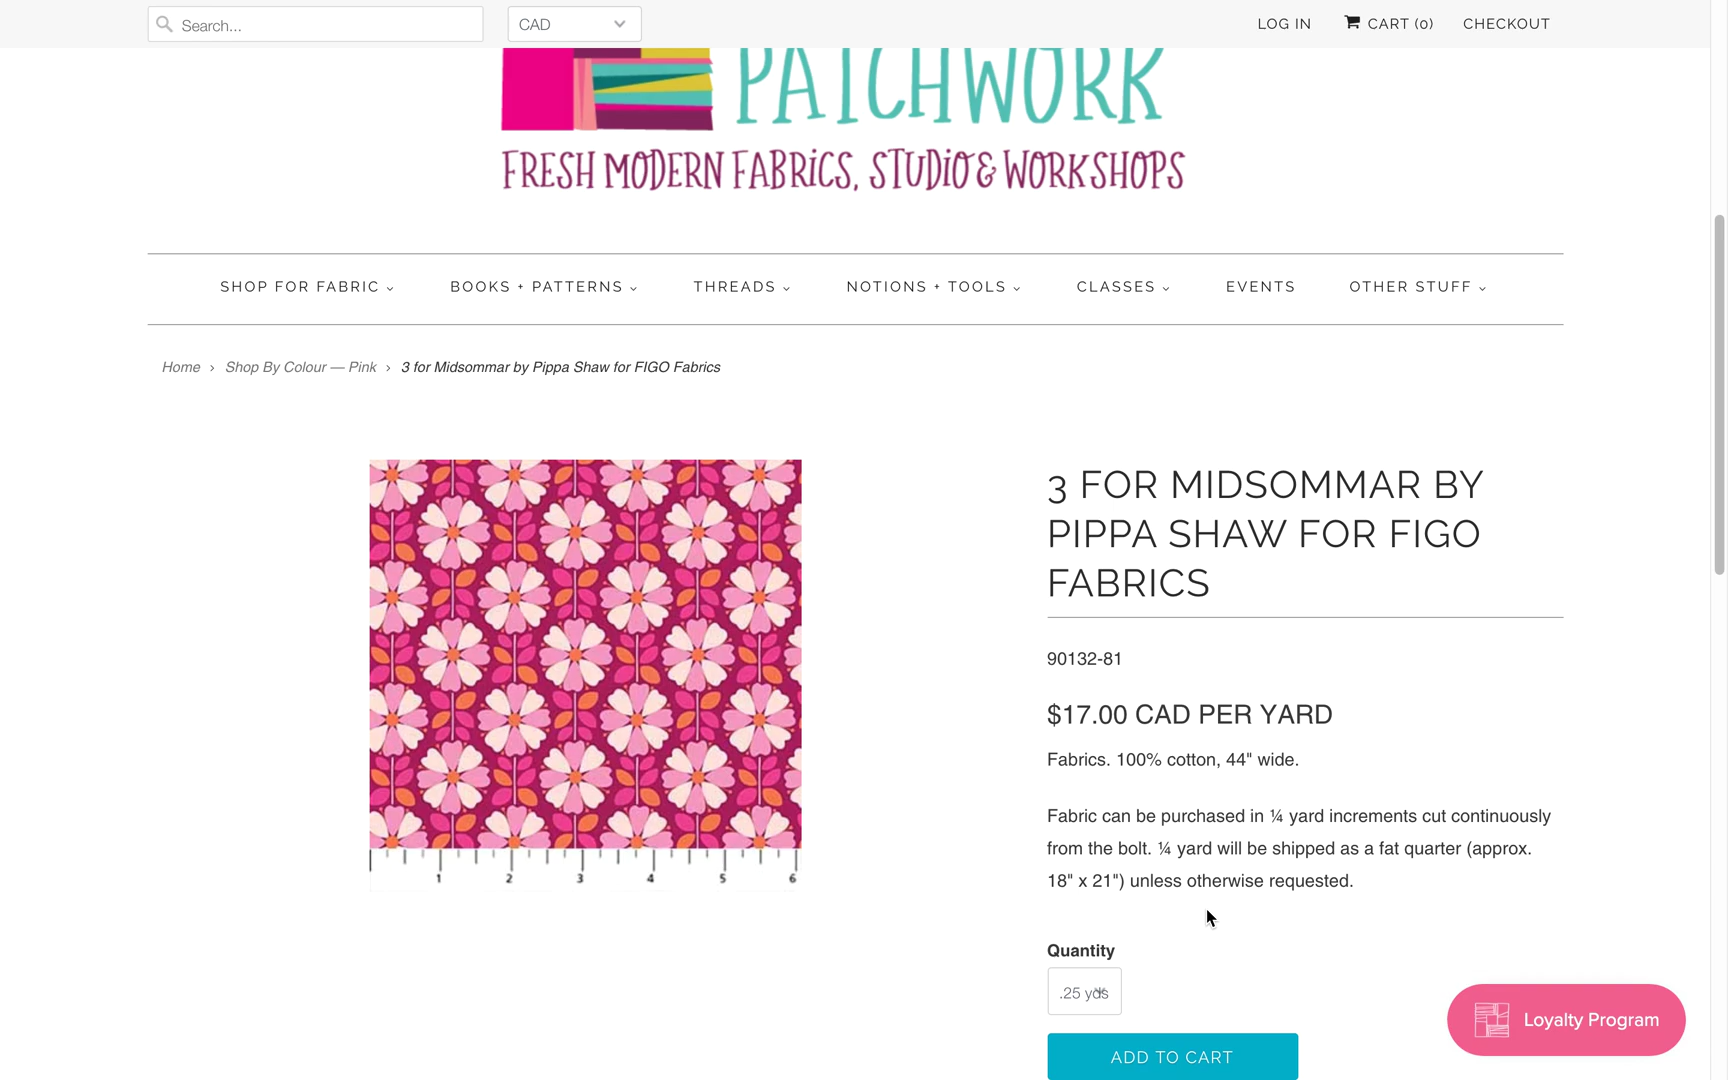 Search...
CAD
LOG IN
CART (0)
CHECKOUT
PATCHWORK
FRESH MODERN FABRICS, STUDIO & WORKSHOPS
SHOP FOR FABRIC
BOOKS + PATTERNS
THREADS
NOTIONS + TOOLS
CLASSES
EVENTS
OTHER STUFF
Home › Shop By Colour — Pink › 3 for Midsommar by Pippa Shaw for FIGO Fabrics
1 2 3 4 5 6
3 FOR MIDSOMMAR BY
PIPPA SHAW FOR FIGO
FABRICS
90132-81
$17.00 CAD PER YARD
Fabrics. 100% cotton, 44" wide.
Fabric can be purchased in ¼ yard increments cut continuously
from the bolt. ¼ yard will be shipped as a fat quarter (approx.
18" x 21") unless otherwise requested.
Quantity
.25 yds
ADD TO CART
Loyalty Program